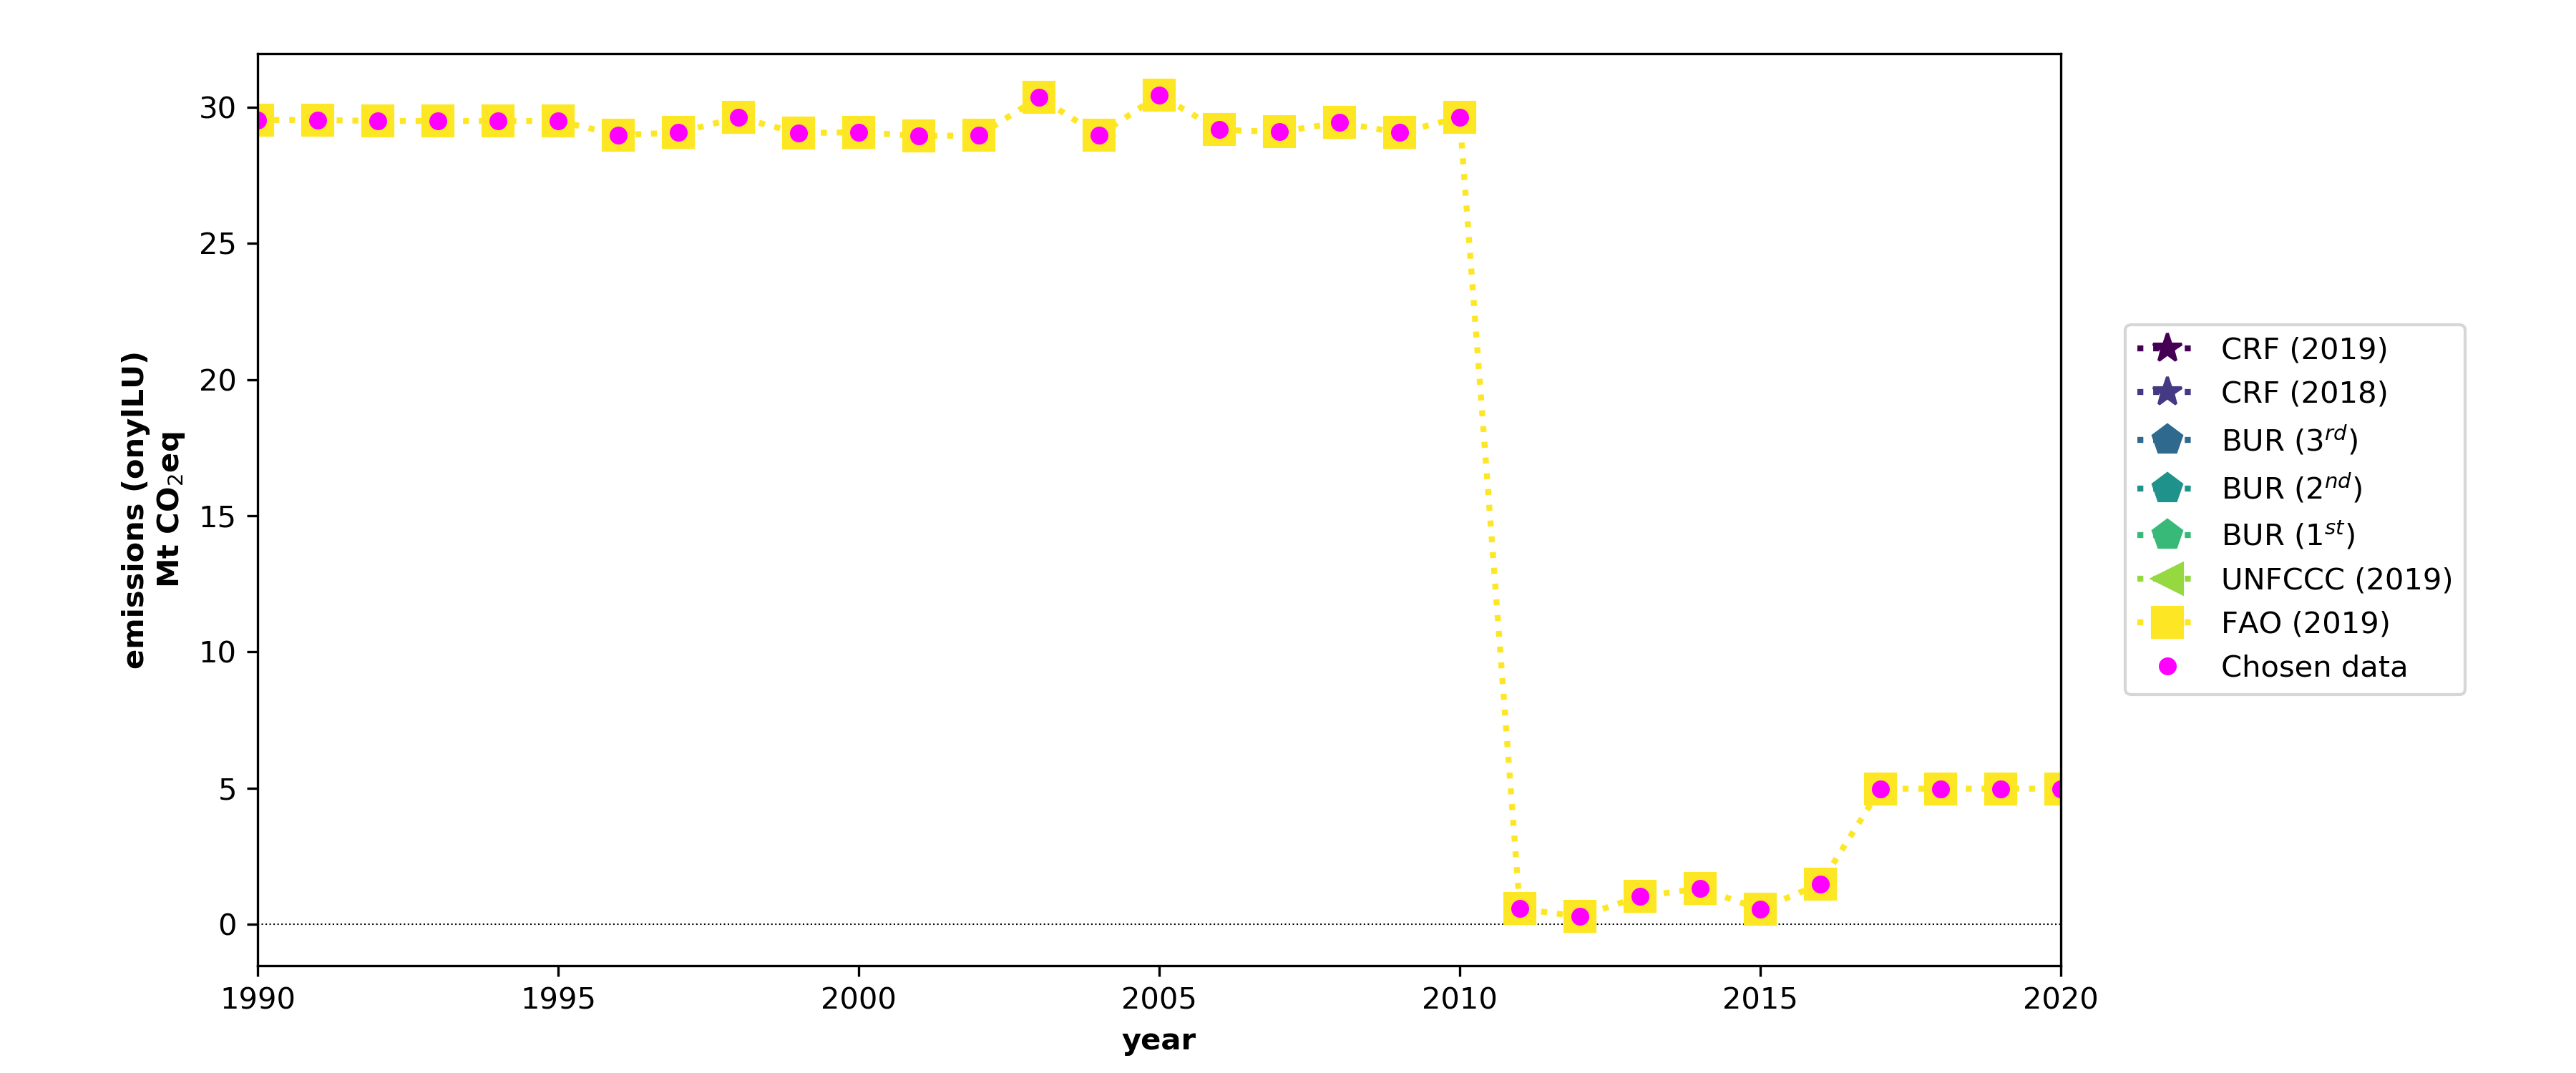 emissions (onylLU)
Mt CO₂eq
30
25
20
15
10
5
0
1990
1995
2000
2005
2010
2015
2020
year
CRF (2019)
CRF (2018)
BUR (3rd)
BUR (2nd)
BUR (1st)
UNFCCC (2019)
FAO (2019)
Chosen data